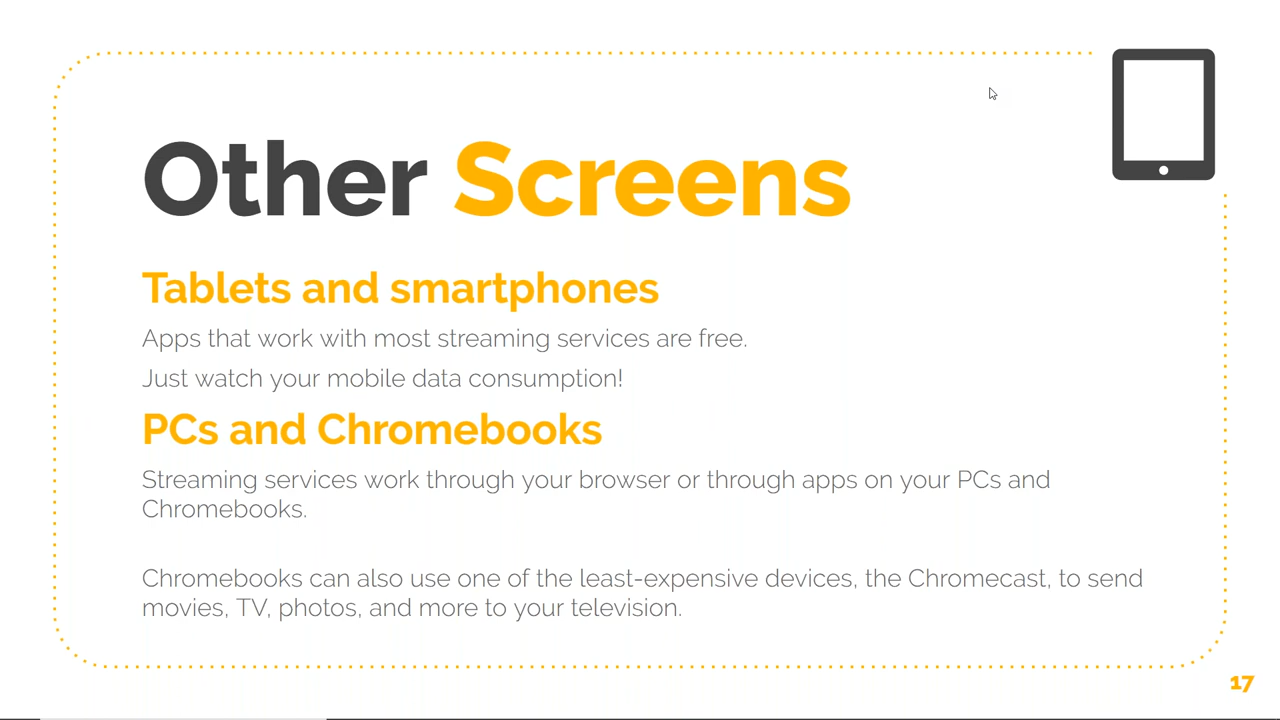 Other Screens
Tablets and smartphones
Apps that work with most streaming services are free.
Just watch your mobile data consumption!
PCs and Chromebooks
Streaming services work through your browser or through apps on your PCs and
Chromebooks.
Chromebooks can also use one of the least-expensive devices, the Chromecast, to send
movies, TV, photos, and more to your television.
17